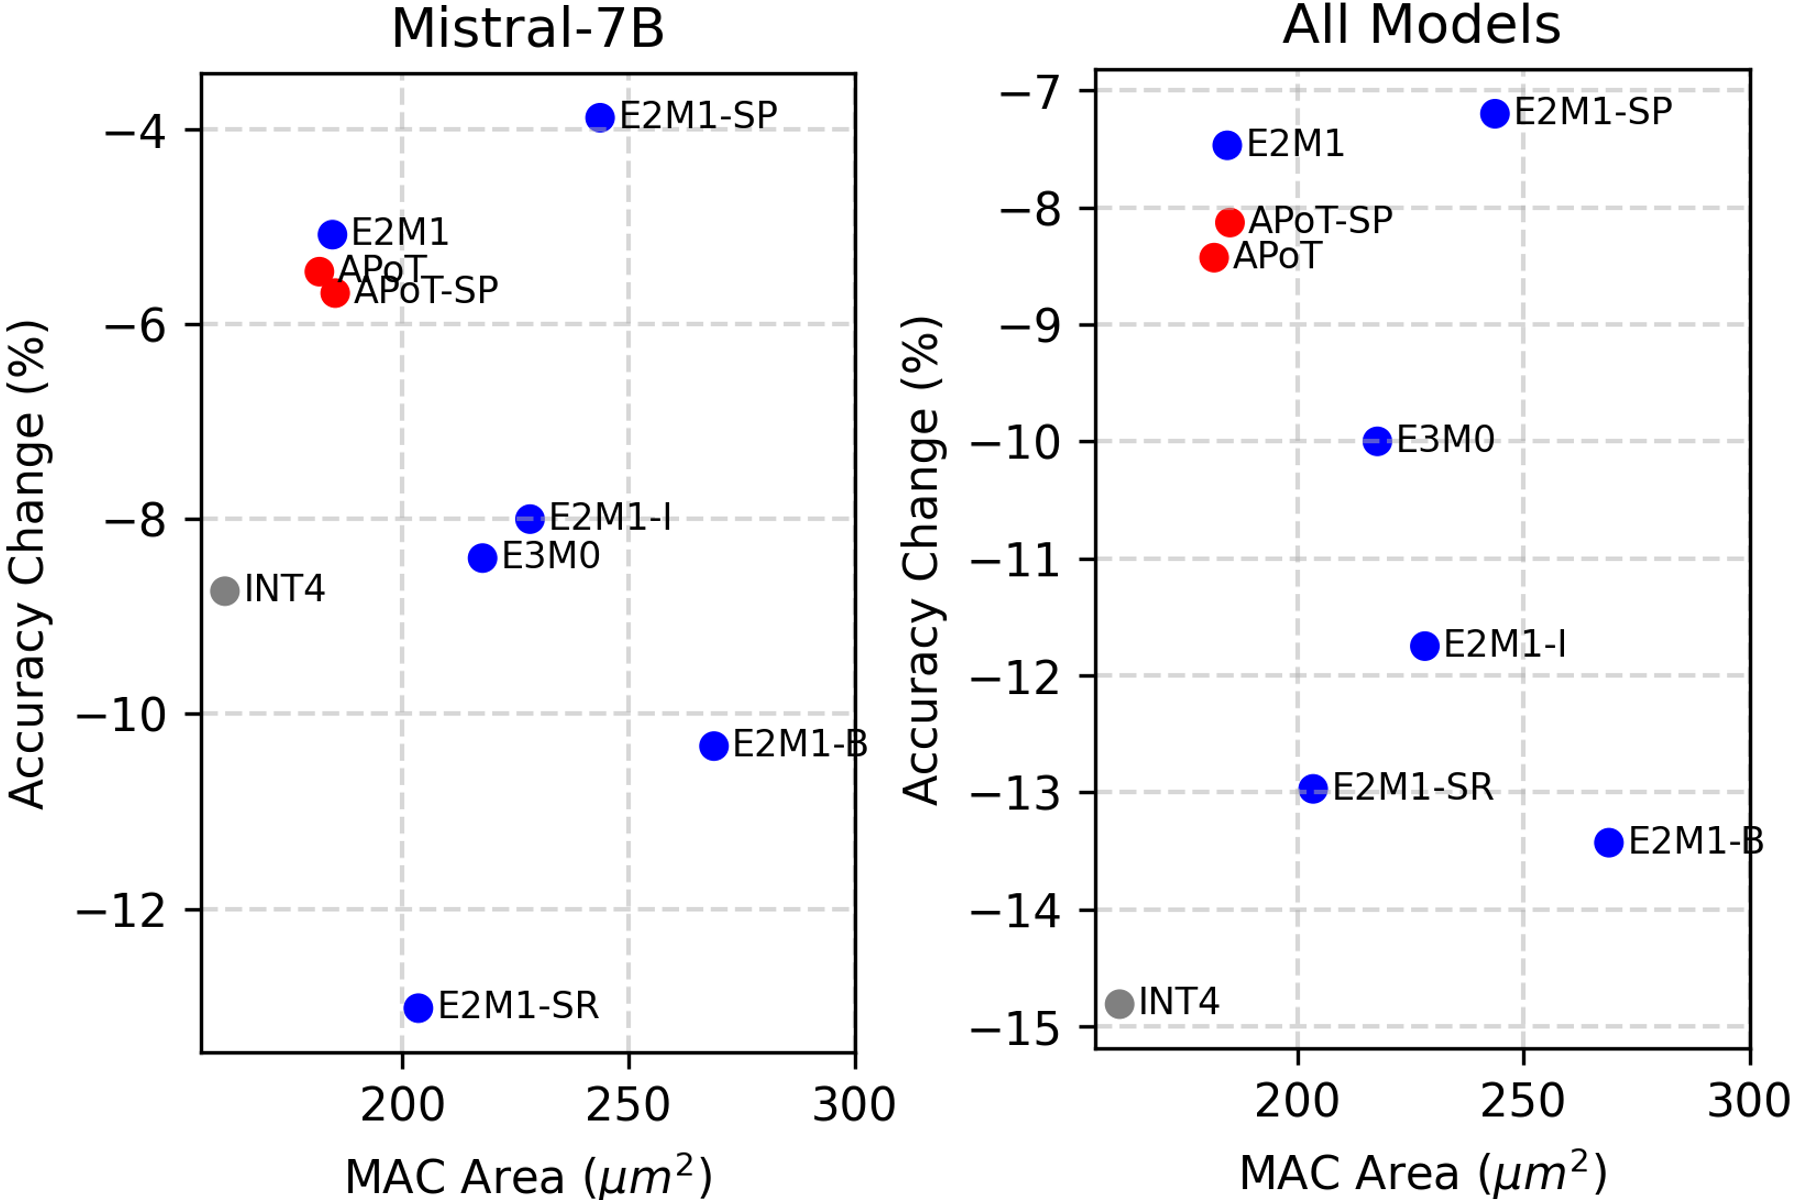 Mistral-7B
Accuracy Change (%)
−4
−6
−8
−10
−12
E2M1-SP
E2M1
APoT
APoT-SP
E2M1-I
E3M0
INT4
E2M1-B
E2M1-SR
200 250 300
MAC Area (μm²)
All Models
Accuracy Change (%)
−7
−8
−9
−10
−11
−12
−13
−14
−15
E2M1-SP
E2M1
APoT-SP
APoT
E3M0
E2M1-I
E2M1-SR
E2M1-B
INT4
200 250 300
MAC Area (μm²)